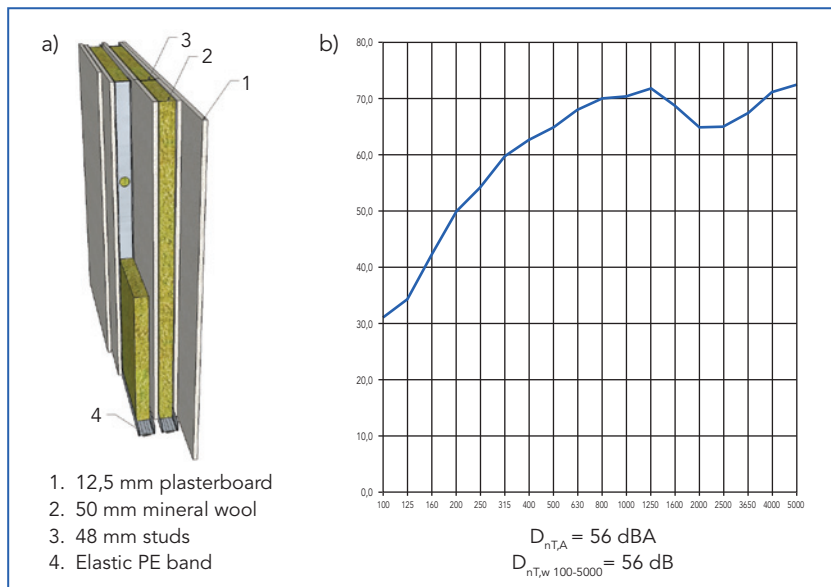 a)
3
2
1
4
1. 12,5 mm plasterboard
2. 50 mm mineral wool
3. 48 mm studs
4. Elastic PE band
b)
80,0
70,0
60,0
50,0
40,0
30,0
20,0
10,0
0,0
100 125 160 200 250 315 400 500 630 800 1000 1250 1600 2000 2500 3650 4000 5000
DnT,A = 56 dBA
DnT,w 100-5000 = 56 dB